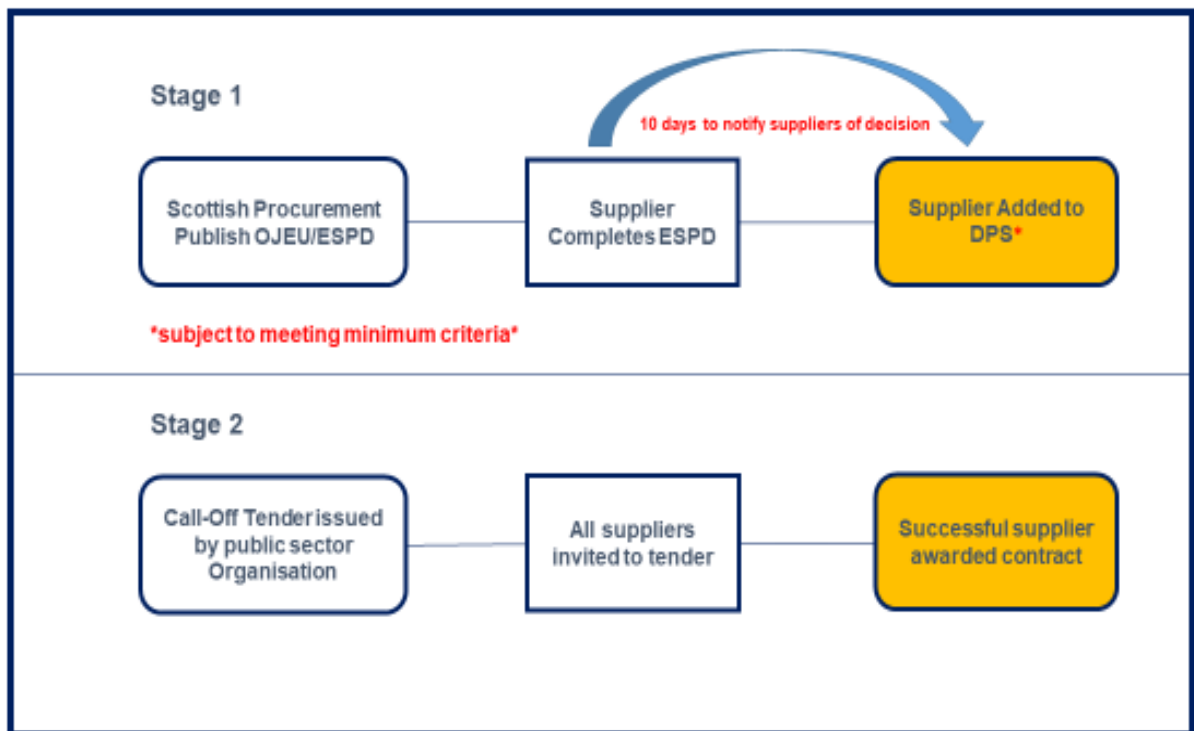 Stage 1
10 days to notify suppliers of decision
Scottish Procurement
Publish OJEU/ESPD
Supplier
Completes ESPD
Supplier Added to
DPS*
*subject to meeting minimum criteria*
Stage 2
Call-Off Tender issued
by public sector
Organisation
All suppliers
invited to tender
Successful supplier
awarded contract